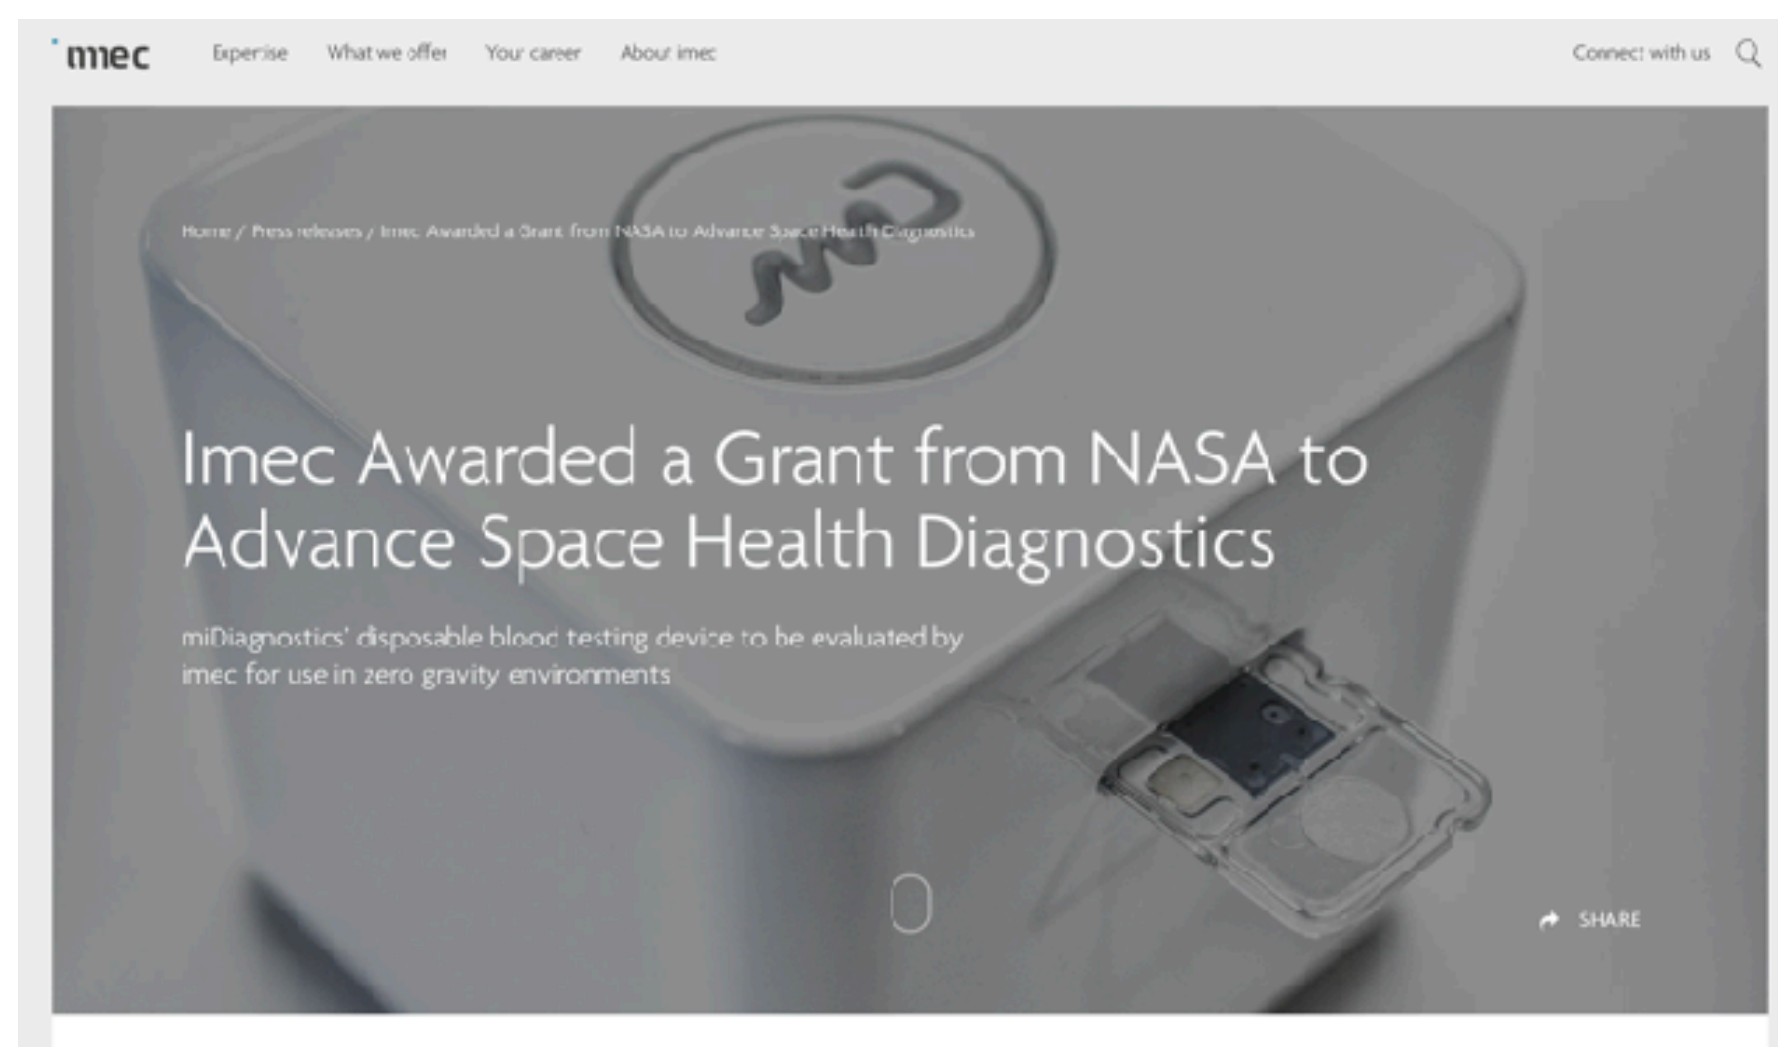 imec
Expertise
What we offer
Your career
About imec
Connect with us
Home / Press releases / Imec Awarded a Grant from NASA to Advance Space Health Diagnostics
Imec Awarded a Grant from NASA to
Advance Space Health Diagnostics
miDiagnostics' disposable blood testing device to be evaluated by
imec for use in zero gravity environments
SHARE